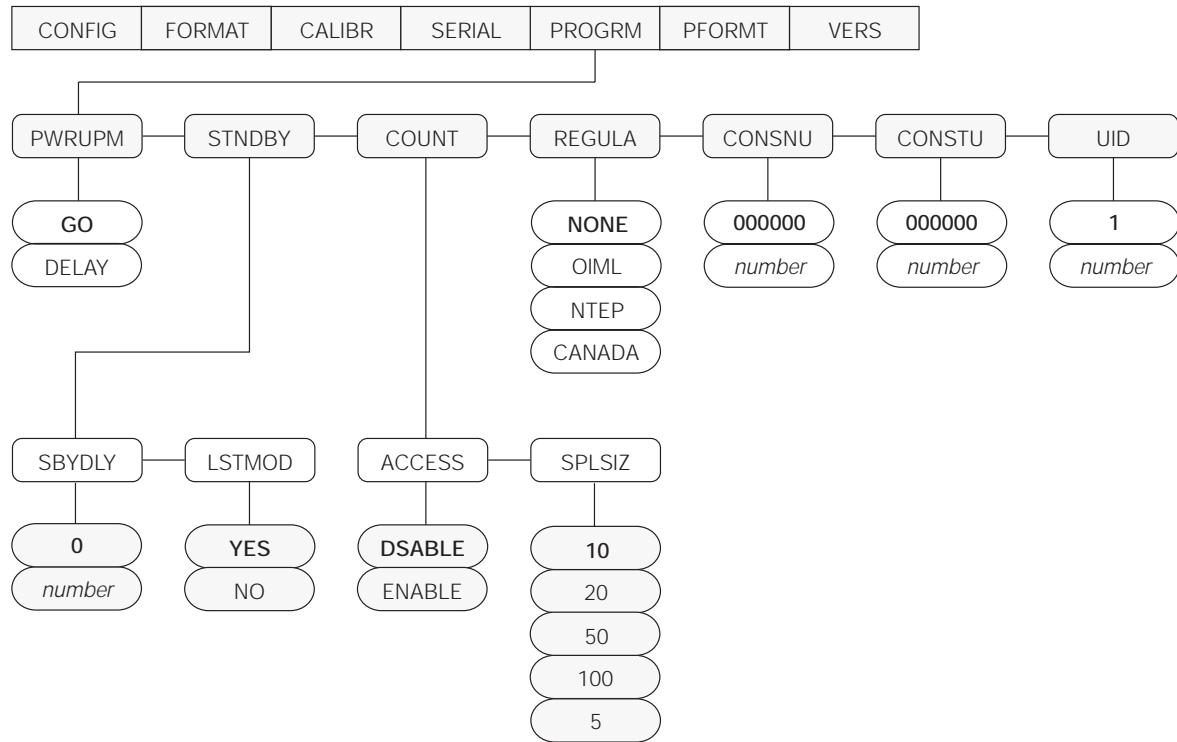 CONFIG FORMAT CALIBR SERIAL PROGRM PFORMT VERS
PWRUPM STNDBY COUNT REGULA CONSNU CONSTU UID
GO NONE 000000 000000 1
DELAY OIML number number number
NTEP
CANADA
SBYDLY LSTMOD ACCESS SPLSIZ
0 YES DSABLE 10
number NO ENABLE 20
50
100
5